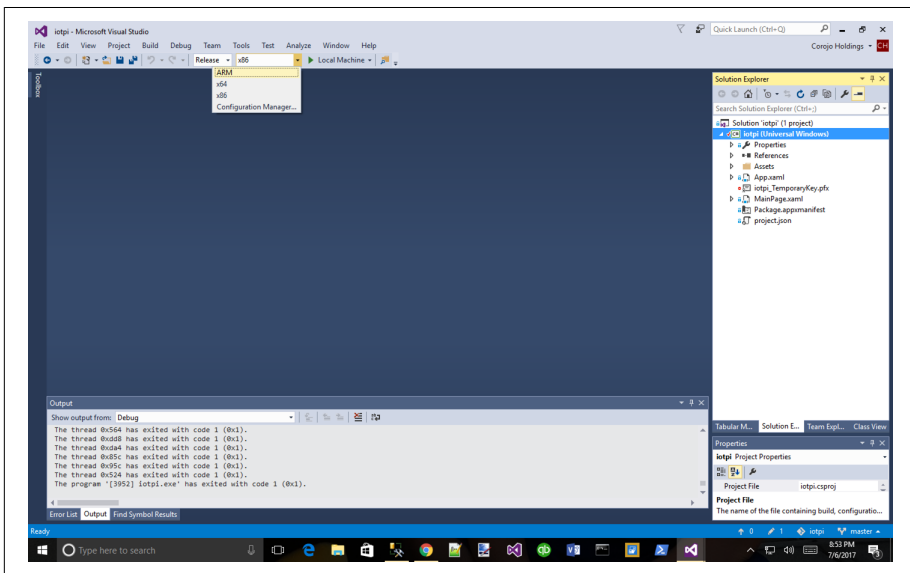 iotpi - Microsoft Visual Studio
Quick Launch (Ctrl+Q)
File Edit View Project Build Debug Team Tools Test Analyze Window Help
Corojo Holdings CH
Release x86 Local Machine
ARM
x64
x86
Configuration Manager...
Toolbox
Solution Explorer
Search Solution Explorer (Ctrl+;)
Solution 'iotpi' (1 project)
iotpi (Universal Windows)
Properties
References
Assets
App.xaml
iotpi_TemporaryKey.pfx
MainPage.xaml
Package.appxmanifest
project.json
Output
Show output from: Debug
The thread 0x564 has exited with code 1 (0x1).
The thread 0xdd8 has exited with code 1 (0x1).
The thread 0xda4 has exited with code 1 (0x1).
The thread 0x85c has exited with code 1 (0x1).
The thread 0x95c has exited with code 1 (0x1).
The thread 0x524 has exited with code 1 (0x1).
The program '[3952] iotpi.exe' has exited with code 1 (0x1).
Error List Output Find Symbol Results
Tabular M... Solution E... Team Expl... Class View
Properties
iotpi Project Properties
Project File iotpi.csproj
Project File
The name of the file containing build, configuratio...
Ready
0 1 iotpi master
Type here to search
8:53 PM
7/6/2017